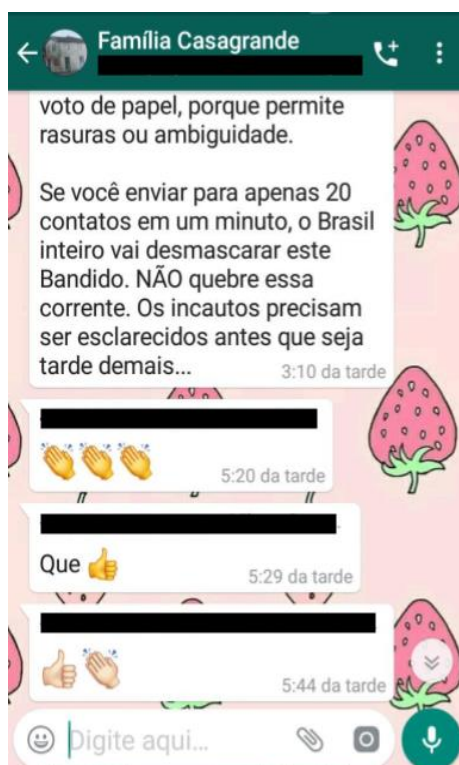 Família Casagrande
voto de papel, porque permite
rasuras ou ambiguidade.
Se você enviar para apenas 20
contatos em um minuto, o Brasil
inteiro vai desmascarar este
Bandido. NÃO quebre essa
corrente. Os incautos precisam
ser esclarecidos antes que seja
tarde demais...
3:10 da tarde
👏👏👏
5:20 da tarde
Que 👍
5:29 da tarde
👍🏻👏🏻
5:44 da tarde
Digite aqui...